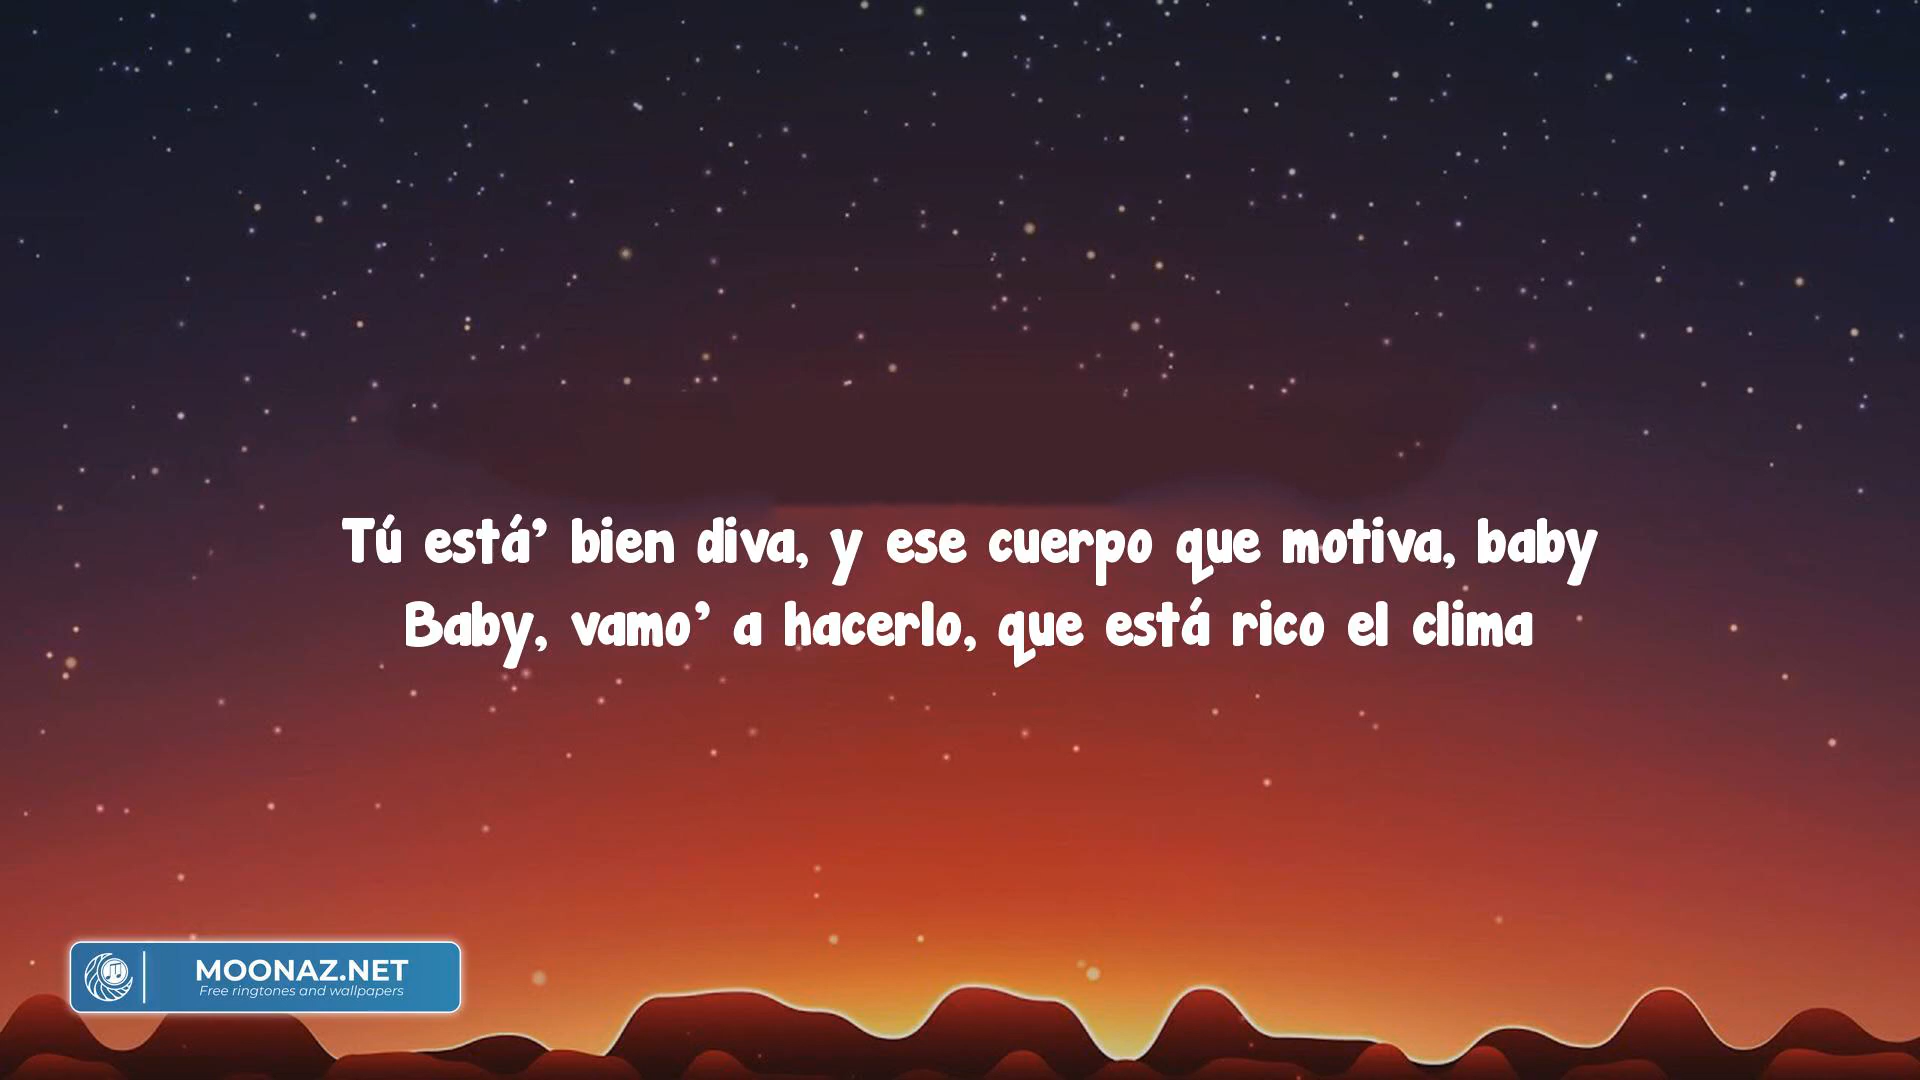 Tú está’ bien diva, y ese cuerpo que motiva, baby
Baby, vamo’ a hacerlo, que está rico el clima
MOONAZ.NET
Free ringtones and wallpapers